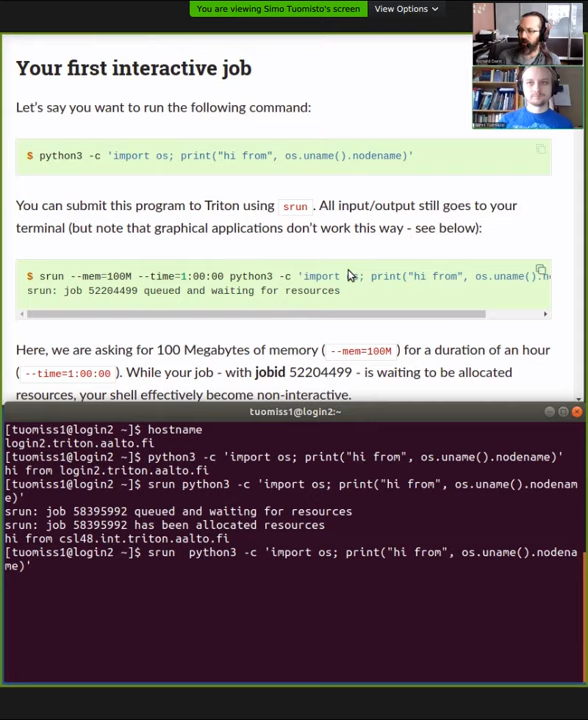 You are viewing Simo Tuomisto's screen
View Options
Your first interactive job
Let's say you want to run the following command:
$ python3 -c 'import os; print("hi from", os.uname().nodename)'
You can submit this program to Triton using srun. All input/output still goes to your
terminal (but note that graphical applications don't work this way - see below):
$ srun --mem=100M --time=1:00:00 python3 -c 'import os; print("hi from", os.uname().n
srun: job 52204499 queued and waiting for resources
Here, we are asking for 100 Megabytes of memory (--mem=100M) for a duration of an hour
(--time=1:00:00). While your job - with jobid 52204499 - is waiting to be allocated
resources, your shell effectively become non-interactive.
tuomiss1@login2:~
[tuomiss1@login2 ~]$ hostname
login2.triton.aalto.fi
[tuomiss1@login2 ~]$ python3 -c 'import os; print("hi from", os.uname().nodename)'
hi from login2.triton.aalto.fi
[tuomiss1@login2 ~]$ srun python3 -c 'import os; print("hi from", os.uname().nodenam
e)'
srun: job 58395992 queued and waiting for resources
srun: job 58395992 has been allocated resources
hi from csl48.int.triton.aalto.fi
[tuomiss1@login2 ~]$ srun  python3 -c 'import os; print("hi from", os.uname().nodena
me)'